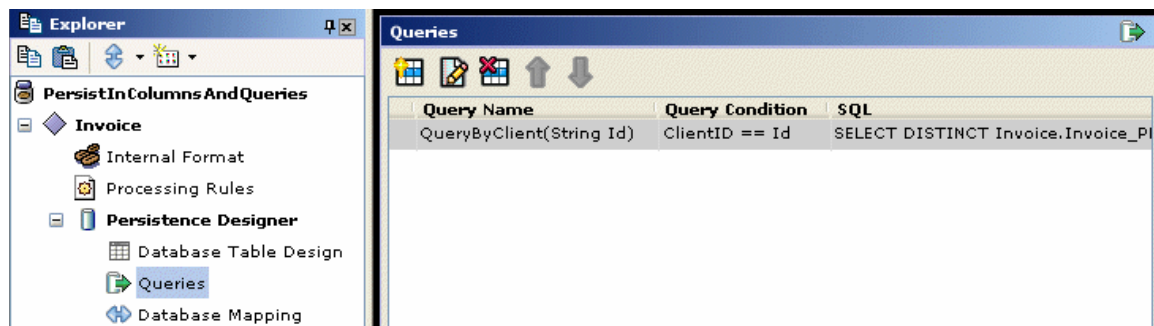 Explorer
PersistInColumnsAndQueries
Invoice
Internal Format
Processing Rules
Persistence Designer
Database Table Design
Queries
Database Mapping
Queries
Query Name Query Condition SQL
QueryByClient(String Id) ClientID == Id SELECT DISTINCT Invoice.Invoice_P